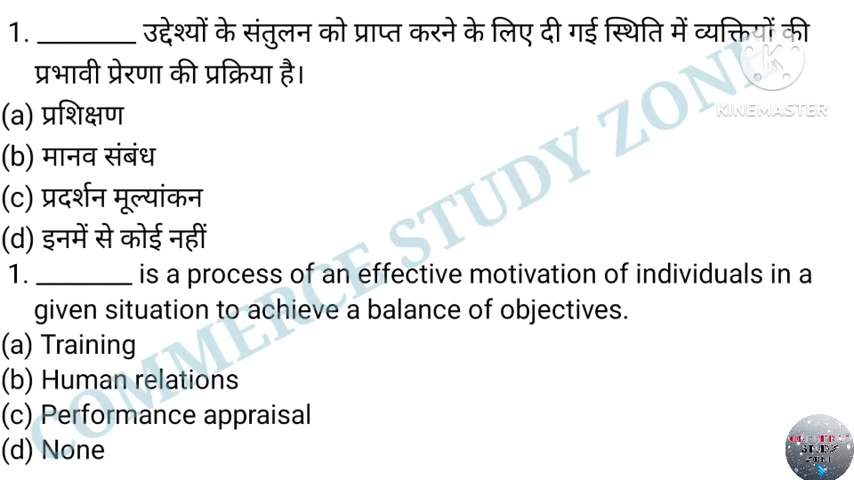 1. ________ उद्देश्यों के संतुलन को प्राप्त करने के लिए दी गई स्थिति में व्यक्तियों की
प्रभावी प्रेरणा की प्रक्रिया है।
(a) प्रशिक्षण
(b) मानव संबंध
(c) प्रदर्शन मूल्यांकन
(d) इनमें से कोई नहीं
1. ________ is a process of an effective motivation of individuals in a
given situation to achieve a balance of objectives.
(a) Training
(b) Human relations
(c) Performance appraisal
(d) None
COMMERCE STUDY ZONE
K
KINEMASTER
STUDY